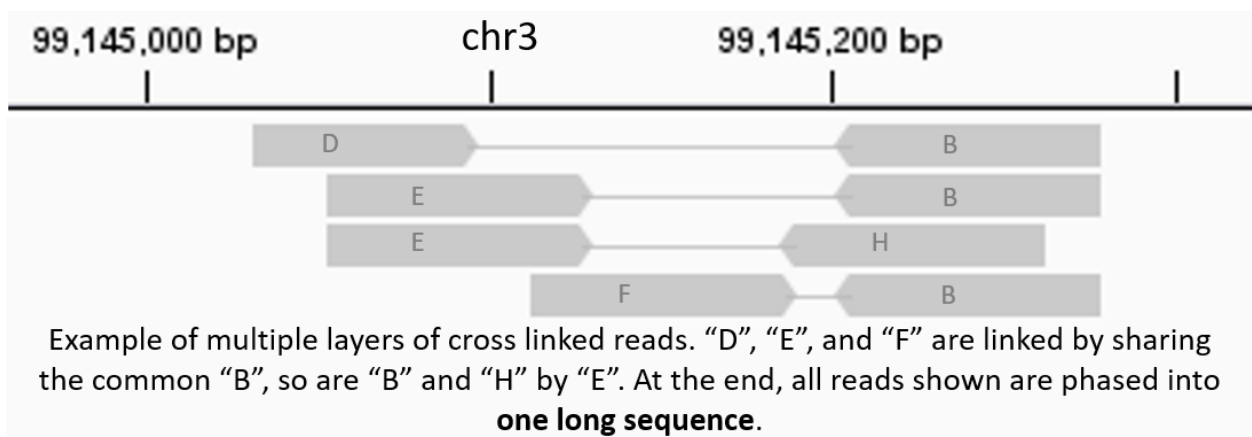 99,145,000 bp chr3 99,145,200 bp
D B
E B
E H
F B
Example of multiple layers of cross linked reads. “D”, “E”, and “F” are linked by sharing
the common “B”, so are “B” and “H” by “E”. At the end, all reads shown are phased into
one long sequence.